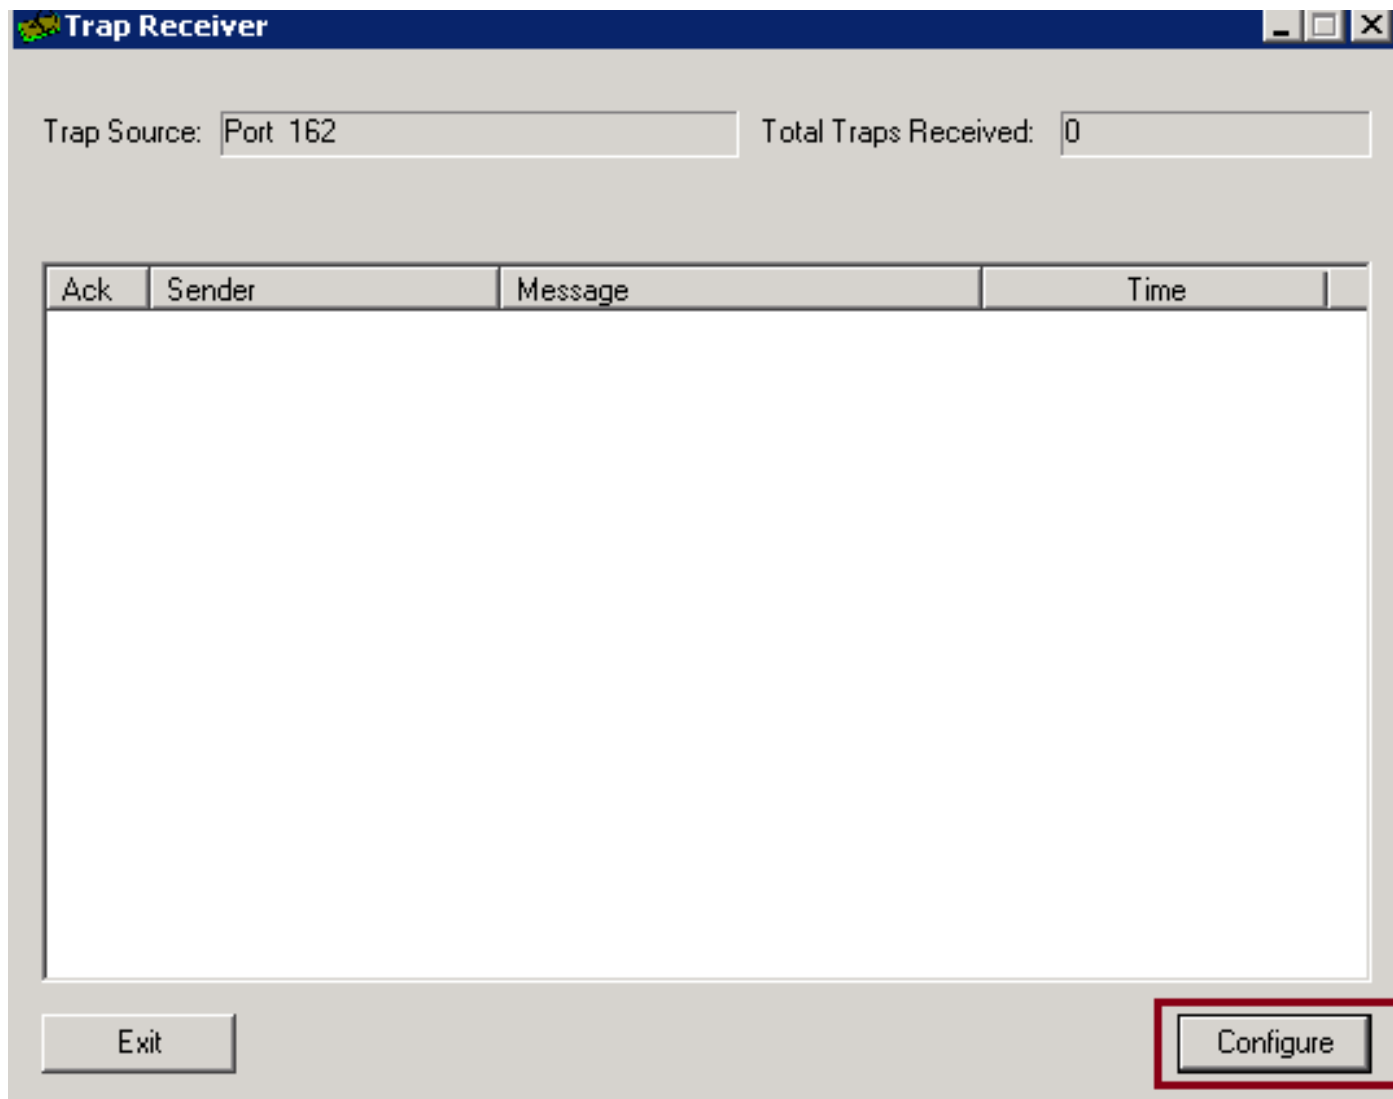 Trap Receiver
Trap Source: Port 162 Total Traps Received: 0
Ack Sender Message Time
Exit Configure